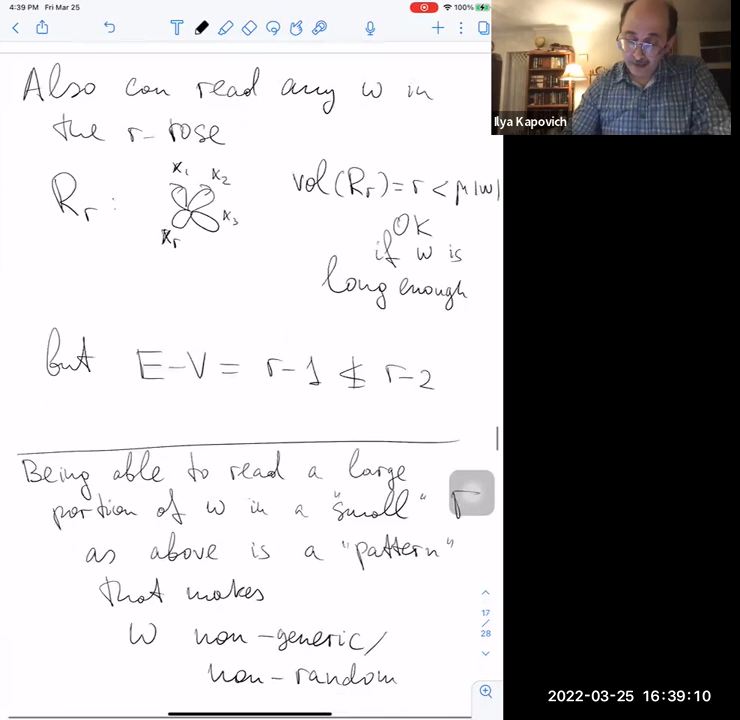 4:39 PM Fri Mar 25
100%
Also can read any w in
the r-rose
R_r :
x_1
x_2
x_3
x_r
vol(R_r) = r < μ|w|
OK
if w is
long enough
but E-V = r-1 ≰ r-2
Being able to read a large
portion of w in a "small" Γ
as above is a "pattern"
that makes
w non-generic/
non-random
17
/
28
Ilya Kapovich
2022-03-25 16:39:10